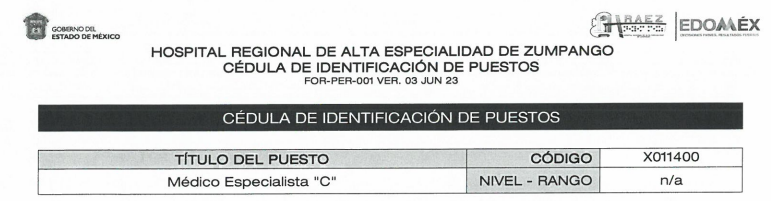 GOBIERNO DEL
ESTADO DE MÉXICO
HRAEZ
EDOMÉX
HOSPITAL REGIONAL DE ALTA ESPECIALIDAD DE ZUMPANGO
CÉDULA DE IDENTIFICACIÓN DE PUESTOS
FOR-PER-001 VER. 03 JUN 23
CÉDULA DE IDENTIFICACIÓN DE PUESTOS
TÍTULO DEL PUESTO CÓDIGO X011400
Médico Especialista "C" NIVEL - RANGO n/a